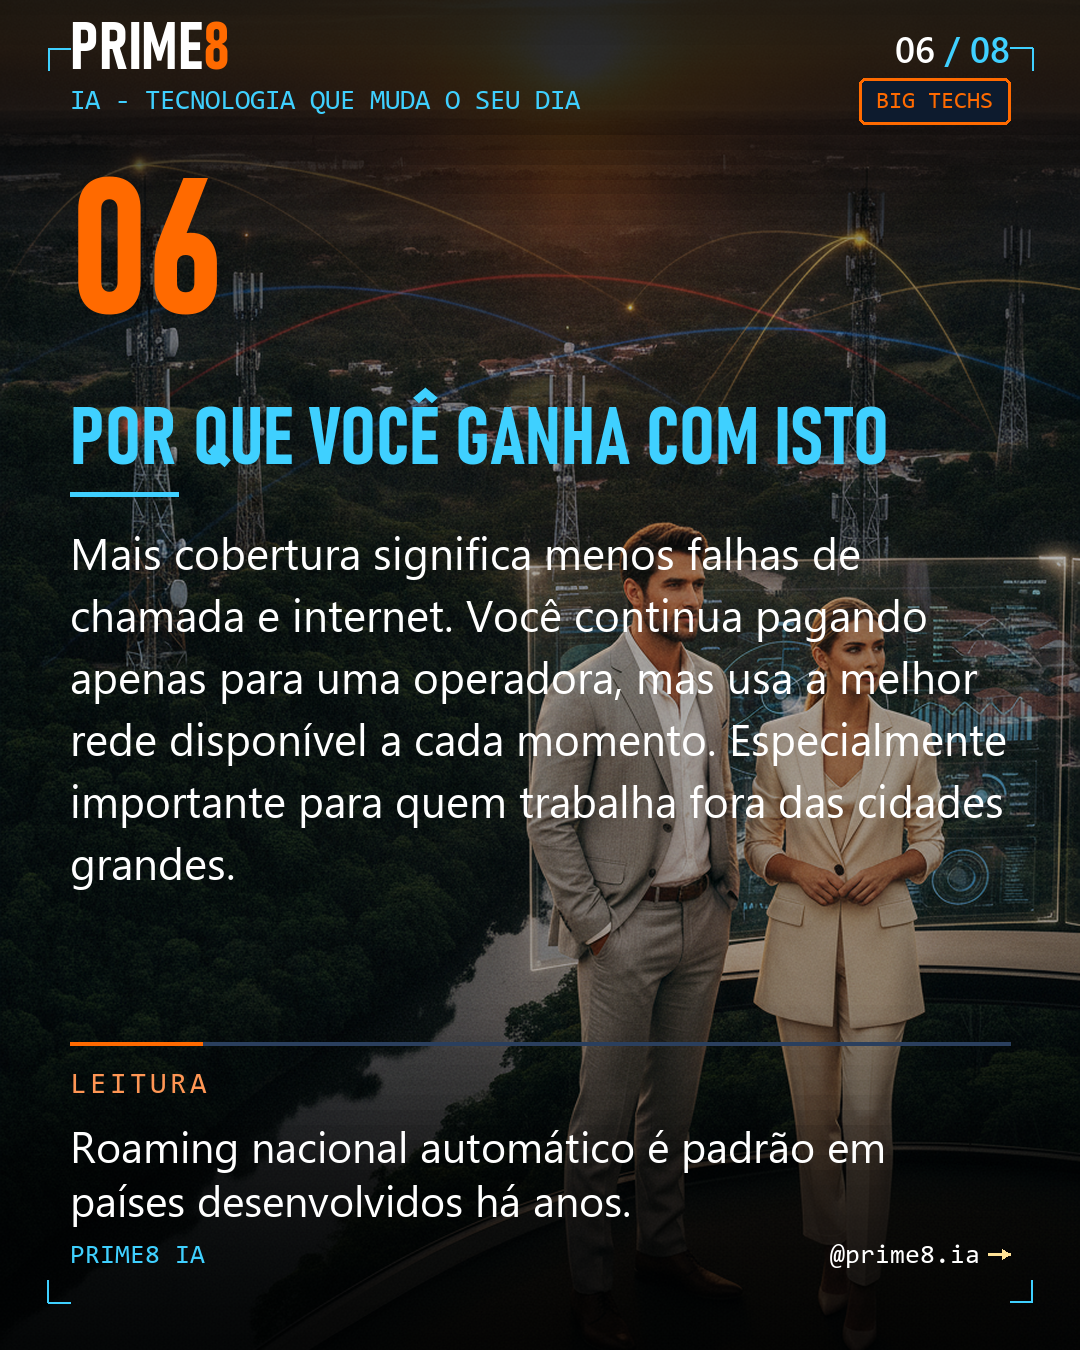 PRIME8
06 / 08
IA - TECNOLOGIA QUE MUDA O SEU DIA
BIG TECHS
06
POR QUE VOCÊ GANHA COM ISTO
Mais cobertura significa menos falhas de
chamada e internet. Você continua pagando
apenas para uma operadora, mas usa a melhor
rede disponível a cada momento. Especialmente
importante para quem trabalha fora das cidades
grandes.
LEITURA
Roaming nacional automático é padrão em
países desenvolvidos há anos.
PRIME8 IA
@prime8.ia